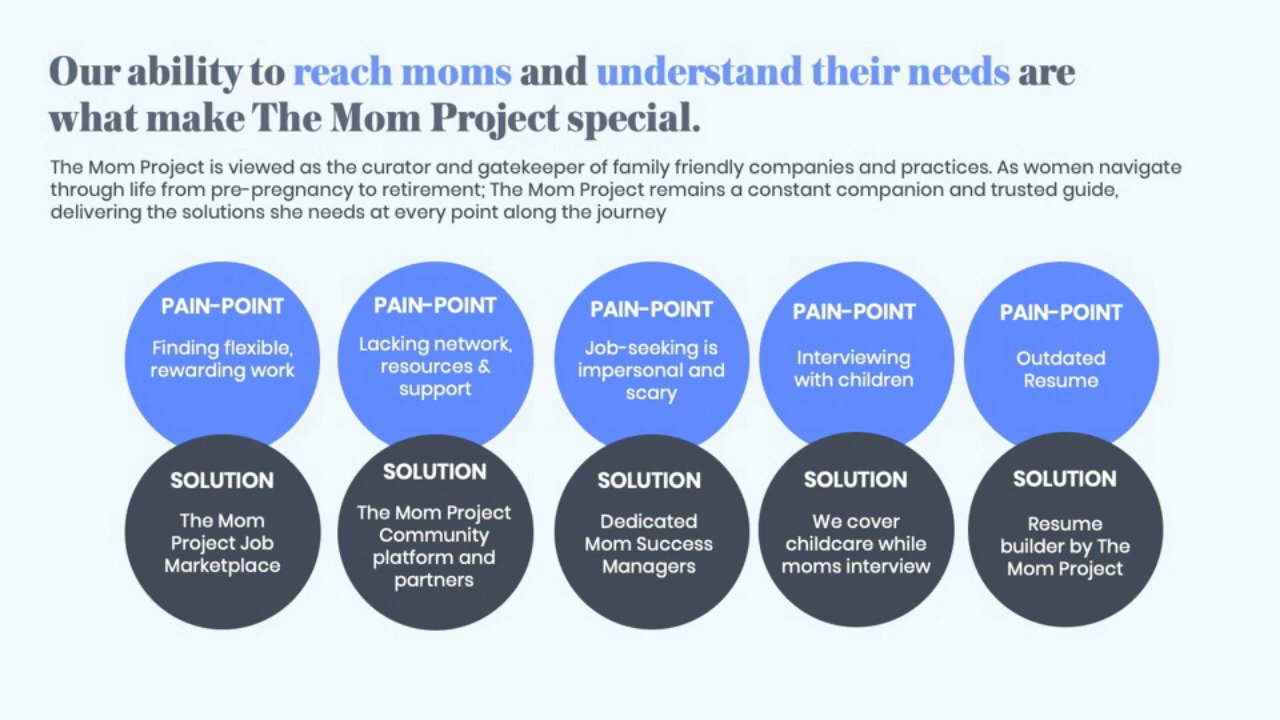 Our ability to reach moms and understand their needs are
what make The Mom Project special.
The Mom Project is viewed as the curator and gatekeeper of family friendly companies and practices. As women navigate
through life from pre-pregnancy to retirement; The Mom Project remains a constant companion and trusted guide,
delivering the solutions she needs at every point along the journey
PAIN-POINT
Finding flexible,
rewarding work
PAIN-POINT
Lacking network,
resources &
support
PAIN-POINT
Job-seeking is
impersonal and
scary
PAIN-POINT
Interviewing
with children
PAIN-POINT
Outdated
Resume
SOLUTION
The Mom
Project Job
Marketplace
SOLUTION
The Mom Project
Community
platform and
partners
SOLUTION
Dedicated
Mom Success
Managers
SOLUTION
We cover
childcare while
moms interview
SOLUTION
Resume
builder by The
Mom Project